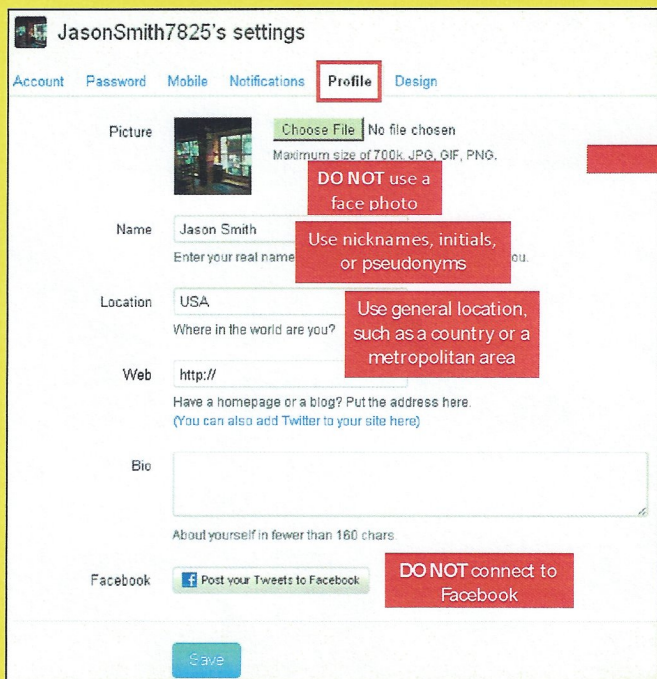 JasonSmith7825's settings
Account Password Mobile Notifications Profile Design
Picture
Choose File No file chosen
Maximum size of 700k. JPG, GIF, PNG.
DO NOT use a
face photo
Name
Jason Smith
Use nicknames, initials,
or pseudonyms
Enter your real name
ou.
Location
USA
Use general location,
such as a country or a
metropolitan area
Where in the world are you?
Web
http://
Have a homepage or a blog? Put the address here.
(You can also add Twitter to your site here)
Bio
About yourself in fewer than 160 chars.
Facebook
Post your Tweets to Facebook
DO NOT connect to
Facebook
Save